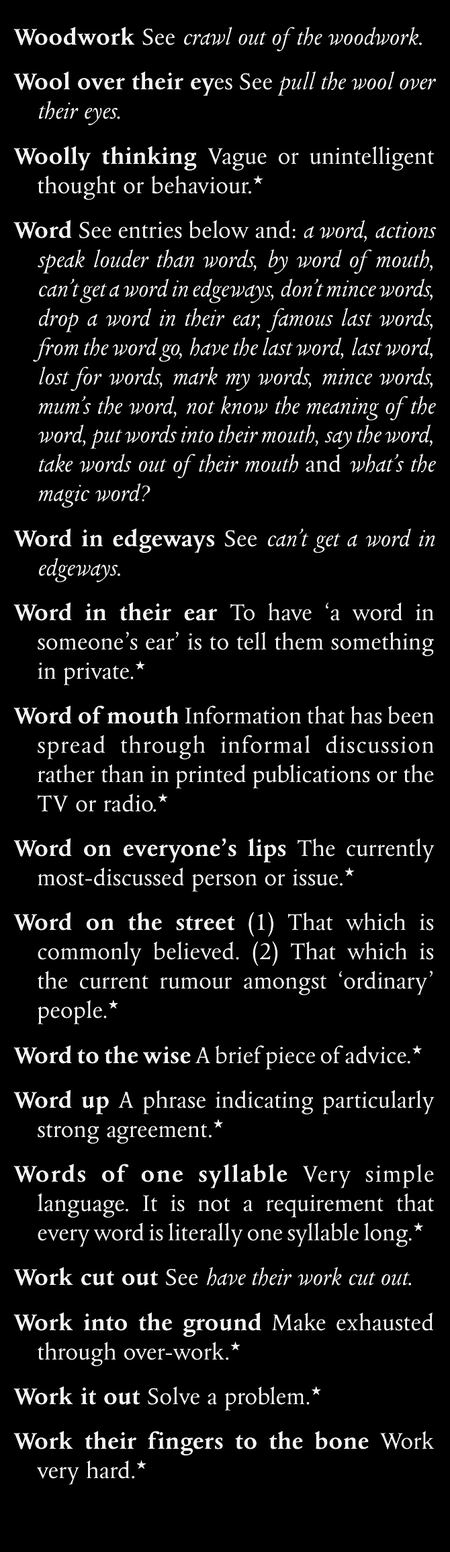 Woodwork See crawl out of the woodwork.
Wool over their eyes See pull the wool over
their eyes.
Woolly thinking Vague or unintelligent
thought or behaviour.★
Word See entries below and: a word, actions
speak louder than words, by word of mouth,
can't get a word in edgeways, don't mince words,
drop a word in their ear, famous last words,
from the word go, have the last word, last word,
lost for words, mark my words, mince words,
mum's the word, not know the meaning of the
word, put words into their mouth, say the word,
take words out of their mouth and what's the
magic word?
Word in edgeways See can't get a word in
edgeways.
Word in their ear To have ‘a word in
someone's ear’ is to tell them something
in private.★
Word of mouth Information that has been
spread through informal discussion
rather than in printed publications or the
TV or radio.★
Word on everyone's lips The currently
most-discussed person or issue.★
Word on the street (1) That which is
commonly believed. (2) That which is
the current rumour amongst ‘ordinary’
people.★
Word to the wise A brief piece of advice.★
Word up A phrase indicating particularly
strong agreement.★
Words of one syllable Very simple
language. It is not a requirement that
every word is literally one syllable long.★
Work cut out See have their work cut out.
Work into the ground Make exhausted
through over-work.★
Work it out Solve a problem.★
Work their fingers to the bone Work
very hard.★